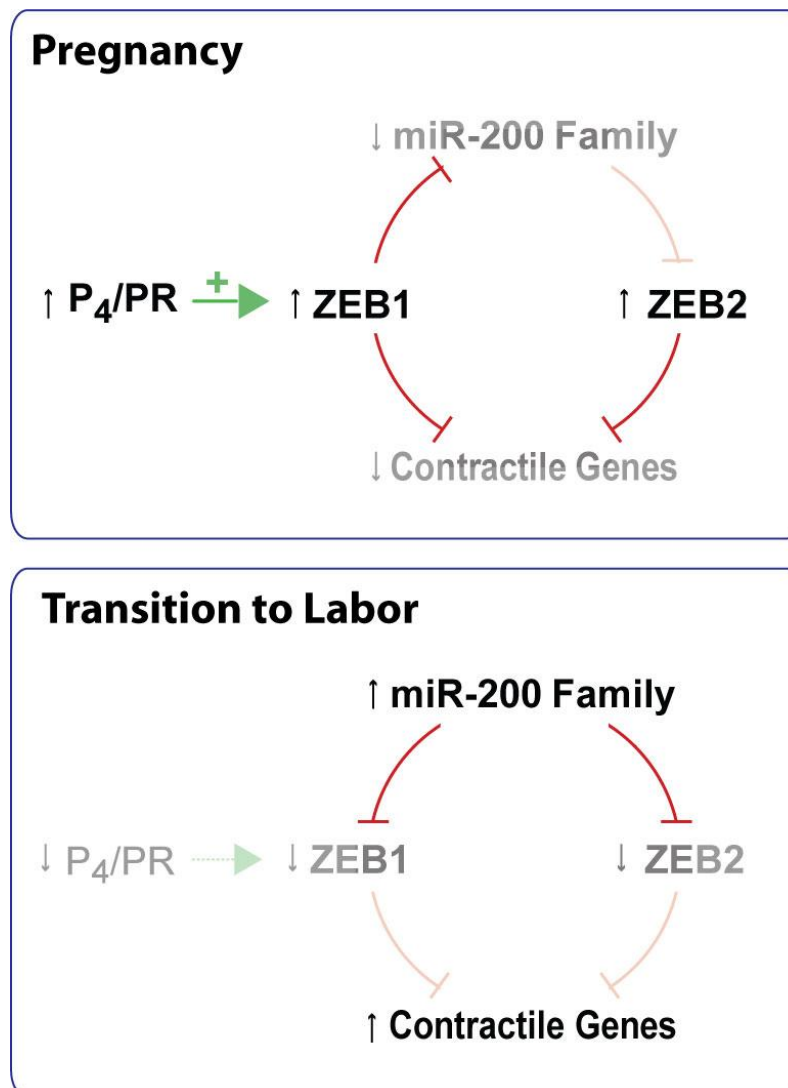 Pregnancy
↓ miR-200 Family
↑ P₄/PR + ↑ ZEB1 ↑ ZEB2
↓ Contractile Genes
Transition to Labor
↑ miR-200 Family
↓ P₄/PR ↓ ZEB1 ↓ ZEB2
↑ Contractile Genes